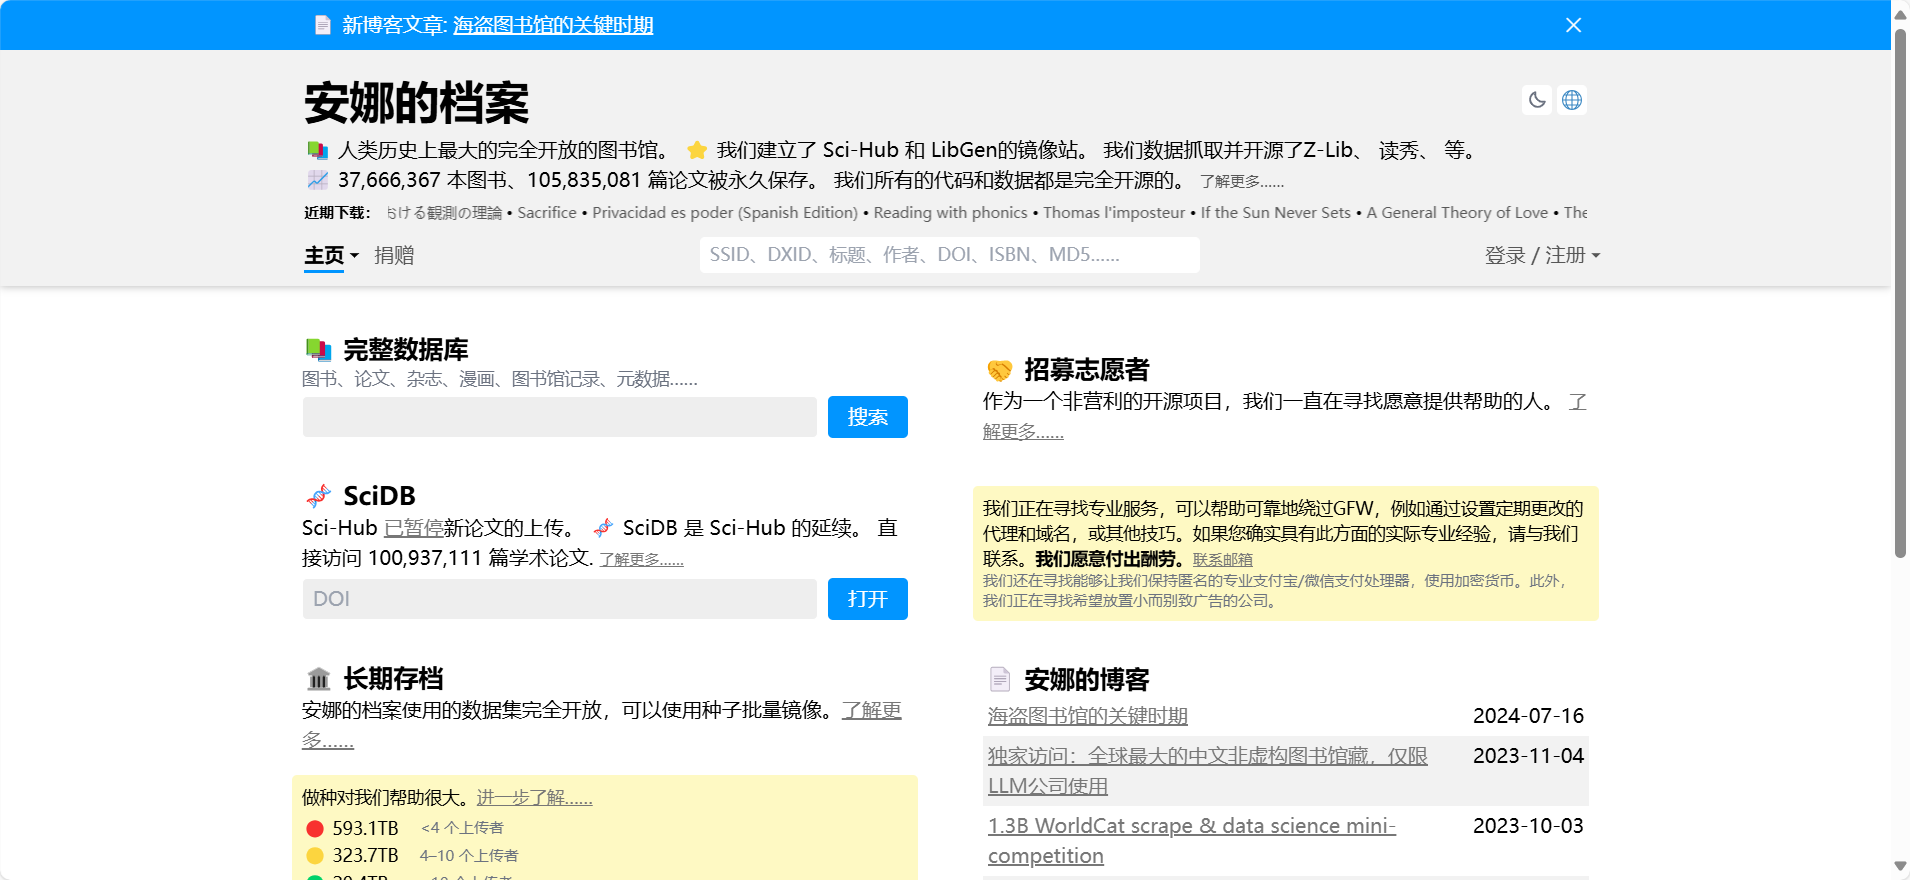 新博客文章: 海盗图书馆的关键时期
安娜的档案
人类历史上最大的完全开放的图书馆。 我们建立了 Sci-Hub 和 LibGen的镜像站。 我们数据抓取并开源了Z-Lib、 读秀、 等。
37,666,367 本图书、105,835,081 篇论文被永久保存。 我们所有的代码和数据都是完全开源的。 了解更多……
近期下载： おける観測の理論 • Sacrifice • Privacidad es poder (Spanish Edition) • Reading with phonics • Thomas l'imposteur • If the Sun Never Sets • A General Theory of Love • The
主页 捐赠
SSID、DXID、标题、作者、DOI、ISBN、MD5……
登录 / 注册
完整数据库
图书、论文、杂志、漫画、图书馆记录、元数据……
搜索
招募志愿者
作为一个非营利的开源项目，我们一直在寻找愿意提供帮助的人。 了
解更多……
SciDB
Sci-Hub 已暂停新论文的上传。 SciDB 是 Sci-Hub 的延续。 直
接访问 100,937,111 篇学术论文. 了解更多……
DOI
打开
我们正在寻找专业服务，可以帮助可靠地绕过GFW，例如通过设置定期更改的
代理和域名，或其他技巧。如果您确实具有此方面的实际专业经验，请与我们
联系。我们愿意付出酬劳。 联系邮箱
我们还在寻找能够让我们保持匿名的专业支付宝/微信支付处理器，使用加密货币。此外，
我们正在寻找希望放置小而别致广告的公司。
长期存档
安娜的档案使用的数据集完全开放，可以使用种子批量镜像。了解更
多……
做种对我们帮助很大。进一步了解……
593.1TB <4 个上传者
323.7TB 4–10 个上传者
安娜的博客
海盗图书馆的关键时期 2024-07-16
独家访问：全球最大的中文非虚构图书馆藏，仅限 2023-11-04
LLM公司使用
1.3B WorldCat scrape & data science mini- 2023-10-03
competition